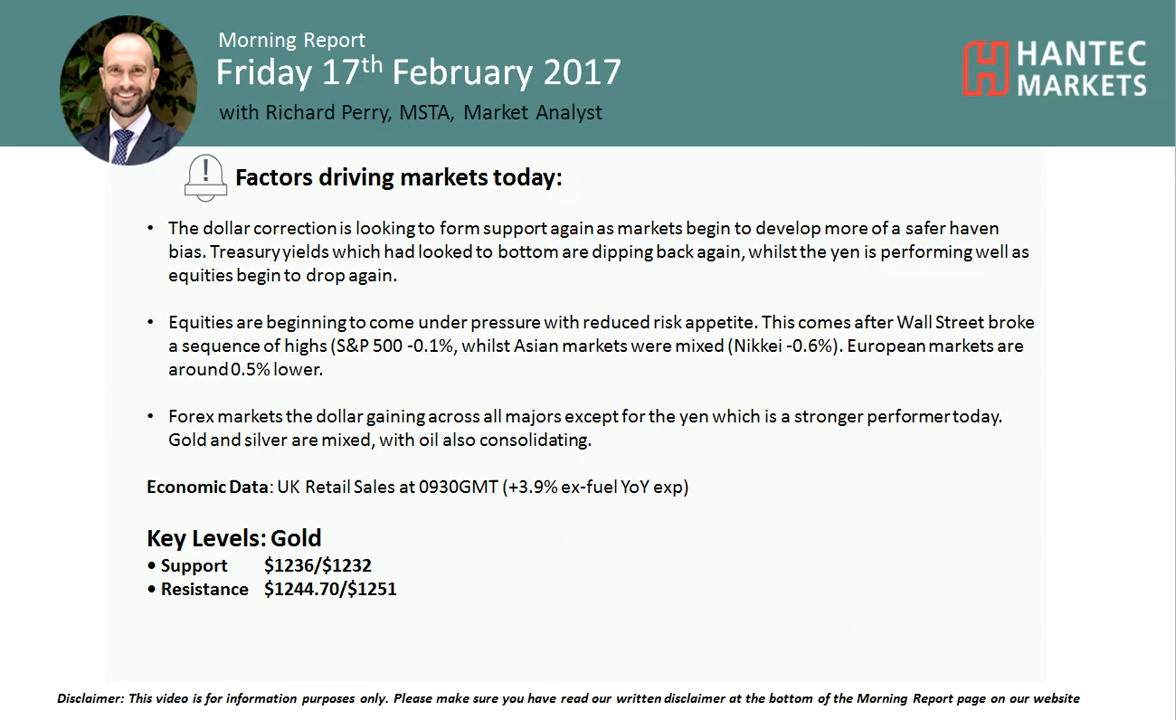 Morning Report
Friday 17th February 2017
with Richard Perry, MSTA, Market Analyst
HANTEC
MARKETS
!
Factors driving markets today:
• The dollar correction is looking to form support again as markets begin to develop more of a safer haven
bias. Treasury yields which had looked to bottom are dipping back again, whilst the yen is performing well as
equities begin to drop again.
• Equities are beginning to come under pressure with reduced risk appetite. This comes after Wall Street broke
a sequence of highs (S&P 500 -0.1%, whilst Asian markets were mixed (Nikkei -0.6%). European markets are
around 0.5% lower.
• Forex markets the dollar gaining across all majors except for the yen which is a stronger performer today.
Gold and silver are mixed, with oil also consolidating.
Economic Data: UK Retail Sales at 0930GMT (+3.9% ex-fuel YoY exp)
Key Levels: Gold
• Support $1236/$1232
• Resistance $1244.70/$1251
Disclaimer: This video is for information purposes only. Please make sure you have read our written disclaimer at the bottom of the Morning Report page on our website